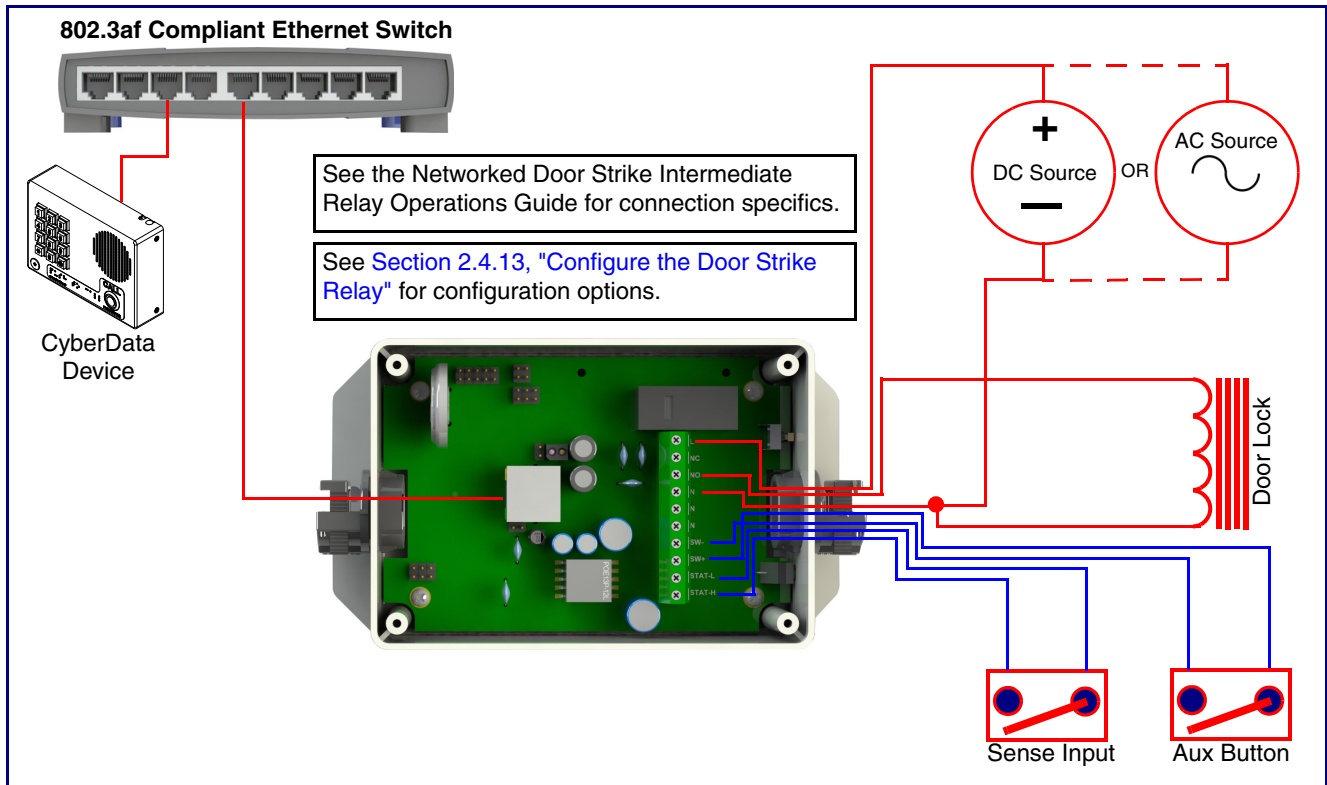 802.3af Compliant Ethernet Switch
See the Networked Door Strike Intermediate
Relay Operations Guide for connection specifics.
See Section 2.4.13, "Configure the Door Strike
Relay" for configuration options.
+
DC Source
—
OR
AC Source
CyberData
Device
CALL
L
NC
NO
N
N
N
SW-
SW+
STAT-L
STAT-H
Door Lock
Sense Input
Aux Button